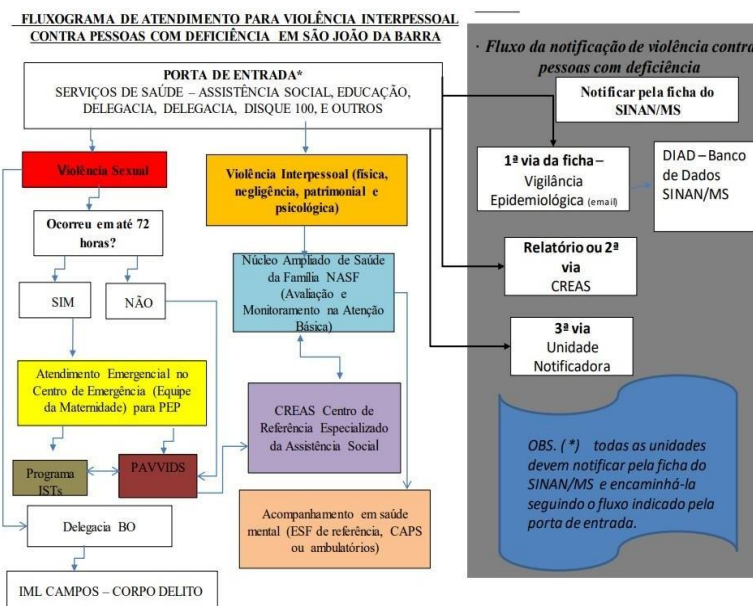 FLUXOGRAMA DE ATENDIMENTO PARA VIOLÊNCIA INTERPESSOAL
CONTRA PESSOAS COM DEFICIÊNCIA EM SÃO JOÃO DA BARRA
PORTA DE ENTRADA*
SERVIÇOS DE SAÚDE – ASSISTÊNCIA SOCIAL, EDUCAÇÃO,
DELEGACIA, DELEGACIA, DISQUE 100, E OUTROS
Violência Sexual
Ocorreu em até 72
horas?
SIM
NÃO
Atendimento Emergencial no
Centro de Emergência (Equipe
da Maternidade) para PEP
Programa
ISTs
PAVVIDS
Delegacia BO
IML CAMPOS – CORPO DELITO
Violência Interpessoal (física,
negligência, patrimonial e
psicológica)
Núcleo Ampliado de Saúde
da Família NASF
(Avaliação e
Monitoramento na Atenção
Básica)
CREAS Centro de
Referência Especializado
da Assistência Social
Acompanhamento em saúde
mental (ESF de referência, CAPS
ou ambulatórios)
· Fluxo da notificação de violência contra
pessoas com deficiência
Notificar pela ficha do
SINAN/MS
1ª via da ficha –
Vigilância
Epidemiológica (email)
DIAD – Banco
de Dados
SINAN/MS
Relatório ou 2ª
via
CREAS
3ª via
Unidade
Notificadora
OBS. (*) todas as unidades
devem notificar pela ficha do
SINAN/MS e encaminhá-la
seguindo o fluxo indicado pela
porta de entrada.